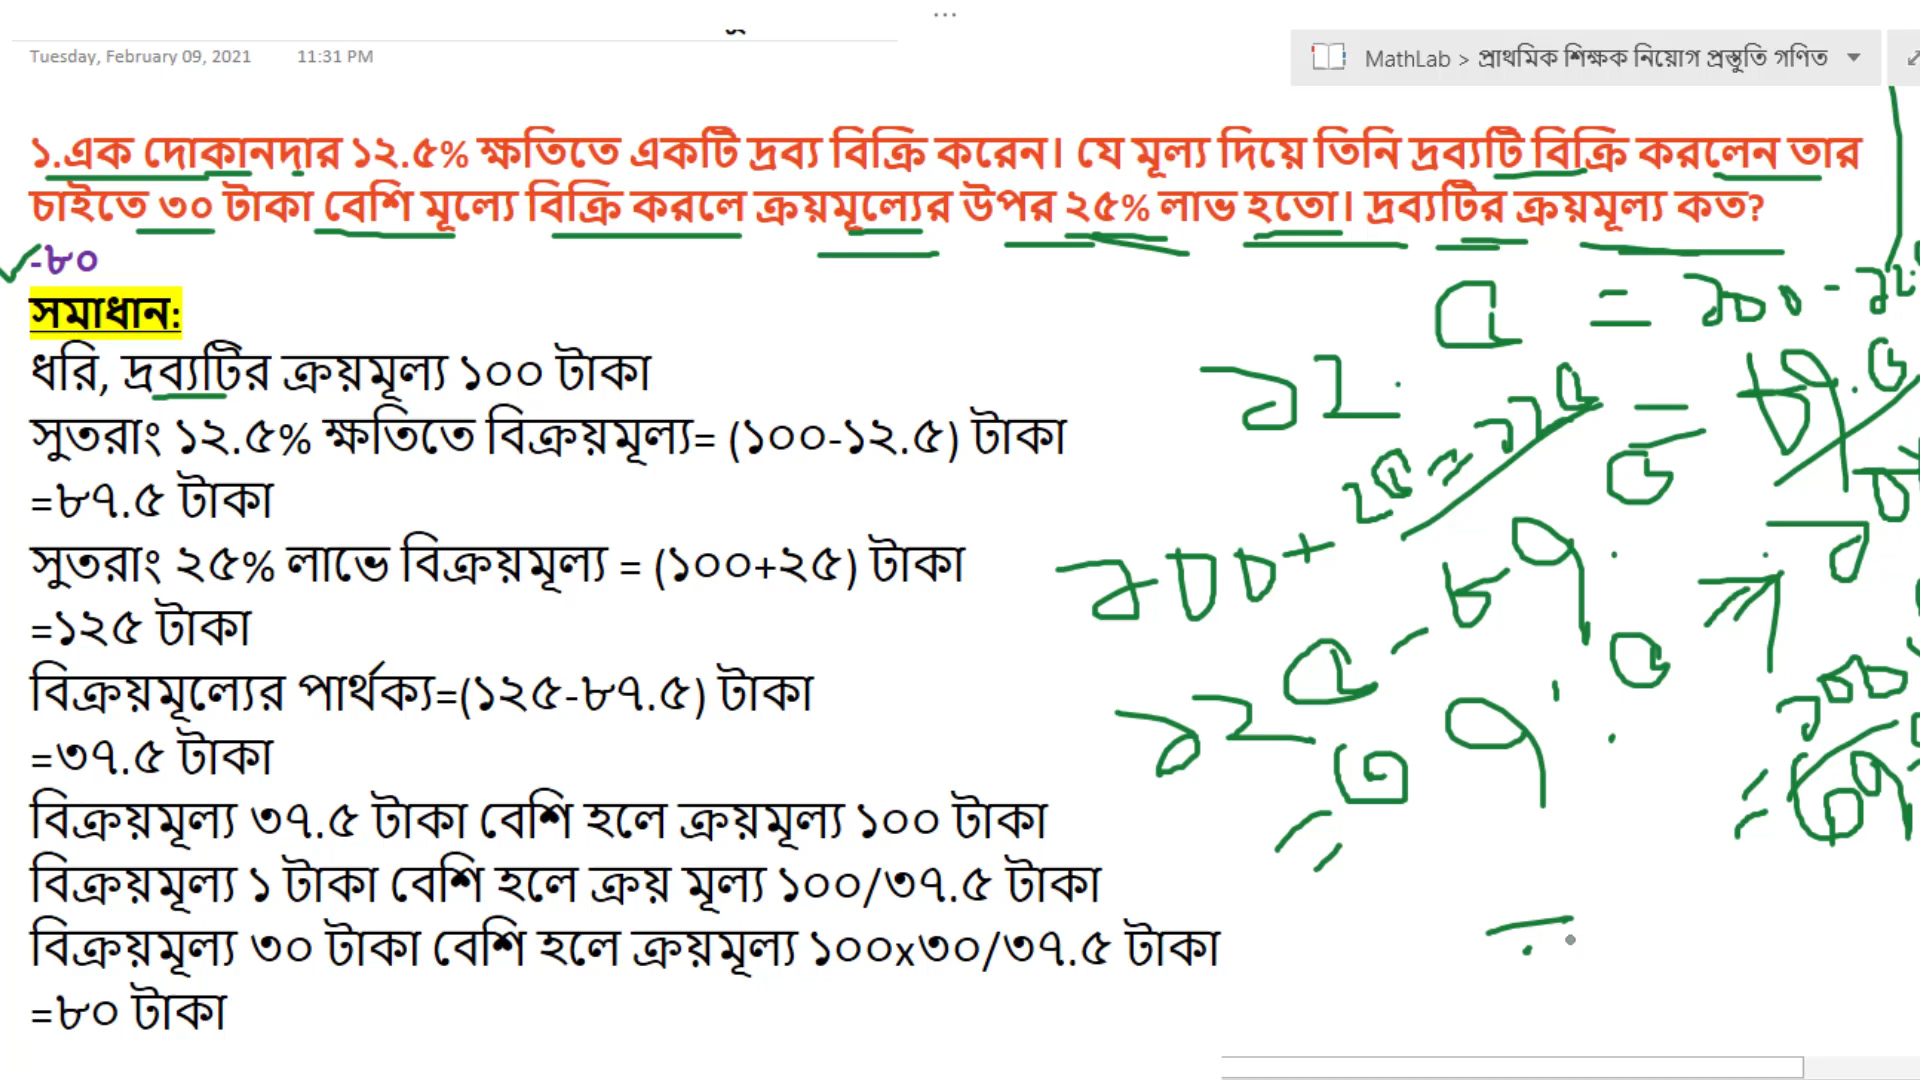 Tuesday, February 09, 2021 11:31 PM
MathLab > প্রাথমিক শিক্ষক নিয়োগ প্রস্তুতি গণিত
১.এক দোকানদার ১২.৫% ক্ষতিতে একটি দ্রব্য বিক্রি করেন। যে মূল্য দিয়ে তিনি দ্রব্যটি বিক্রি করলেন তার
চাইতে ৩০ টাকা বেশি মূল্যে বিক্রি করলে ক্রয়মূল্যের উপর ২৫% লাভ হতো। দ্রব্যটির ক্রয়মূল্য কত?
-৮০
সমাধান:
ধরি, দ্রব্যটির ক্রয়মূল্য ১০০ টাকা
সুতরাং ১২.৫% ক্ষতিতে বিক্রয়মূল্য= (১০০-১২.৫) টাকা
=৮৭.৫ টাকা
সুতরাং ২৫% লাভে বিক্রয়মূল্য = (১০০+২৫) টাকা
=১২৫ টাকা
বিক্রয়মূল্যের পার্থক্য=(১২৫-৮৭.৫) টাকা
=৩৭.৫ টাকা
বিক্রয়মূল্য ৩৭.৫ টাকা বেশি হলে ক্রয়মূল্য ১০০ টাকা
বিক্রয়মূল্য ১ টাকা বেশি হলে ক্রয় মূল্য ১০০/৩৭.৫ টাকা
বিক্রয়মূল্য ৩০ টাকা বেশি হলে ক্রয়মূল্য ১০০x৩০/৩৭.৫ টাকা
=৮০ টাকা